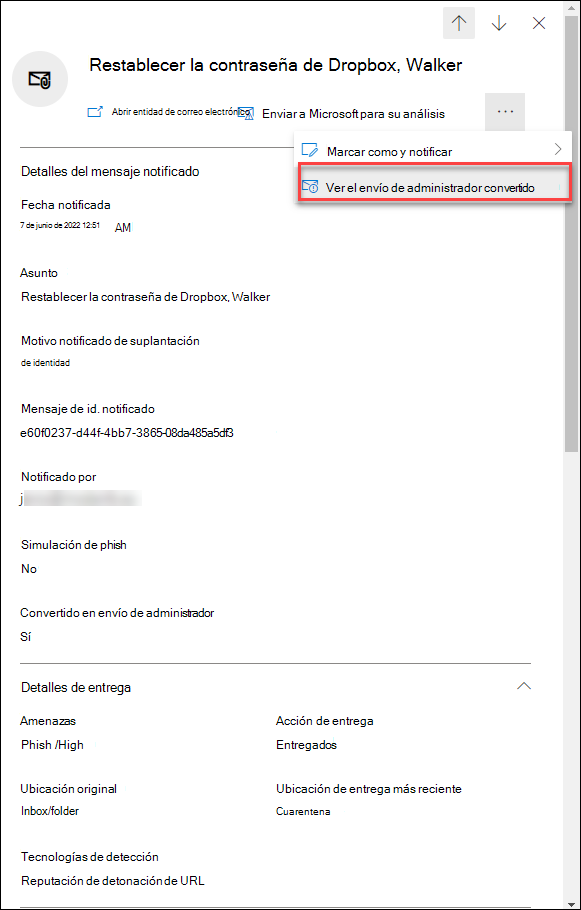 Restablecer la contraseña de Dropbox, Walker
Abrir entidad de correo electrónico
Enviar a Microsoft para su análisis
...
Marcar como y notificar
Ver el envío de administrador convertido
Detalles del mensaje notificado
Fecha notificada
7 de junio de 2022 12:51 AM
Asunto
Restablecer la contraseña de Dropbox, Walker
Motivo notificado de suplantación
de identidad
Mensaje de id. notificado
e60f0237-d44f-4bb7-3865-08da485a5df3
Notificado por
j
Simulación de phish
No
Convertido en envío de administrador
Sí
Detalles de entrega
Amenazas
Acción de entrega
Phish /High
Entregados
Ubicación original
Ubicación de entrega más reciente
Inbox/folder
Cuarentena
Tecnologías de detección
Reputación de detonación de URL